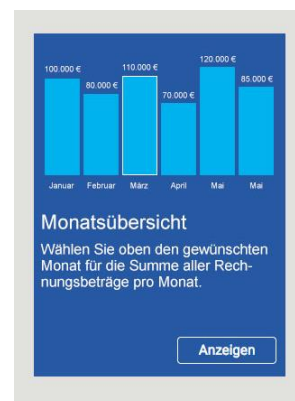 120.000 €
100.000 € 110.000 €
80.000 € 85.000 €
70.000 €
Januar Februar März April Mai Mai
Monatsübersicht
Wählen Sie oben den gewünschten
Monat für die Summe aller Rech-
nungsbeträge pro Monat.
Anzeigen